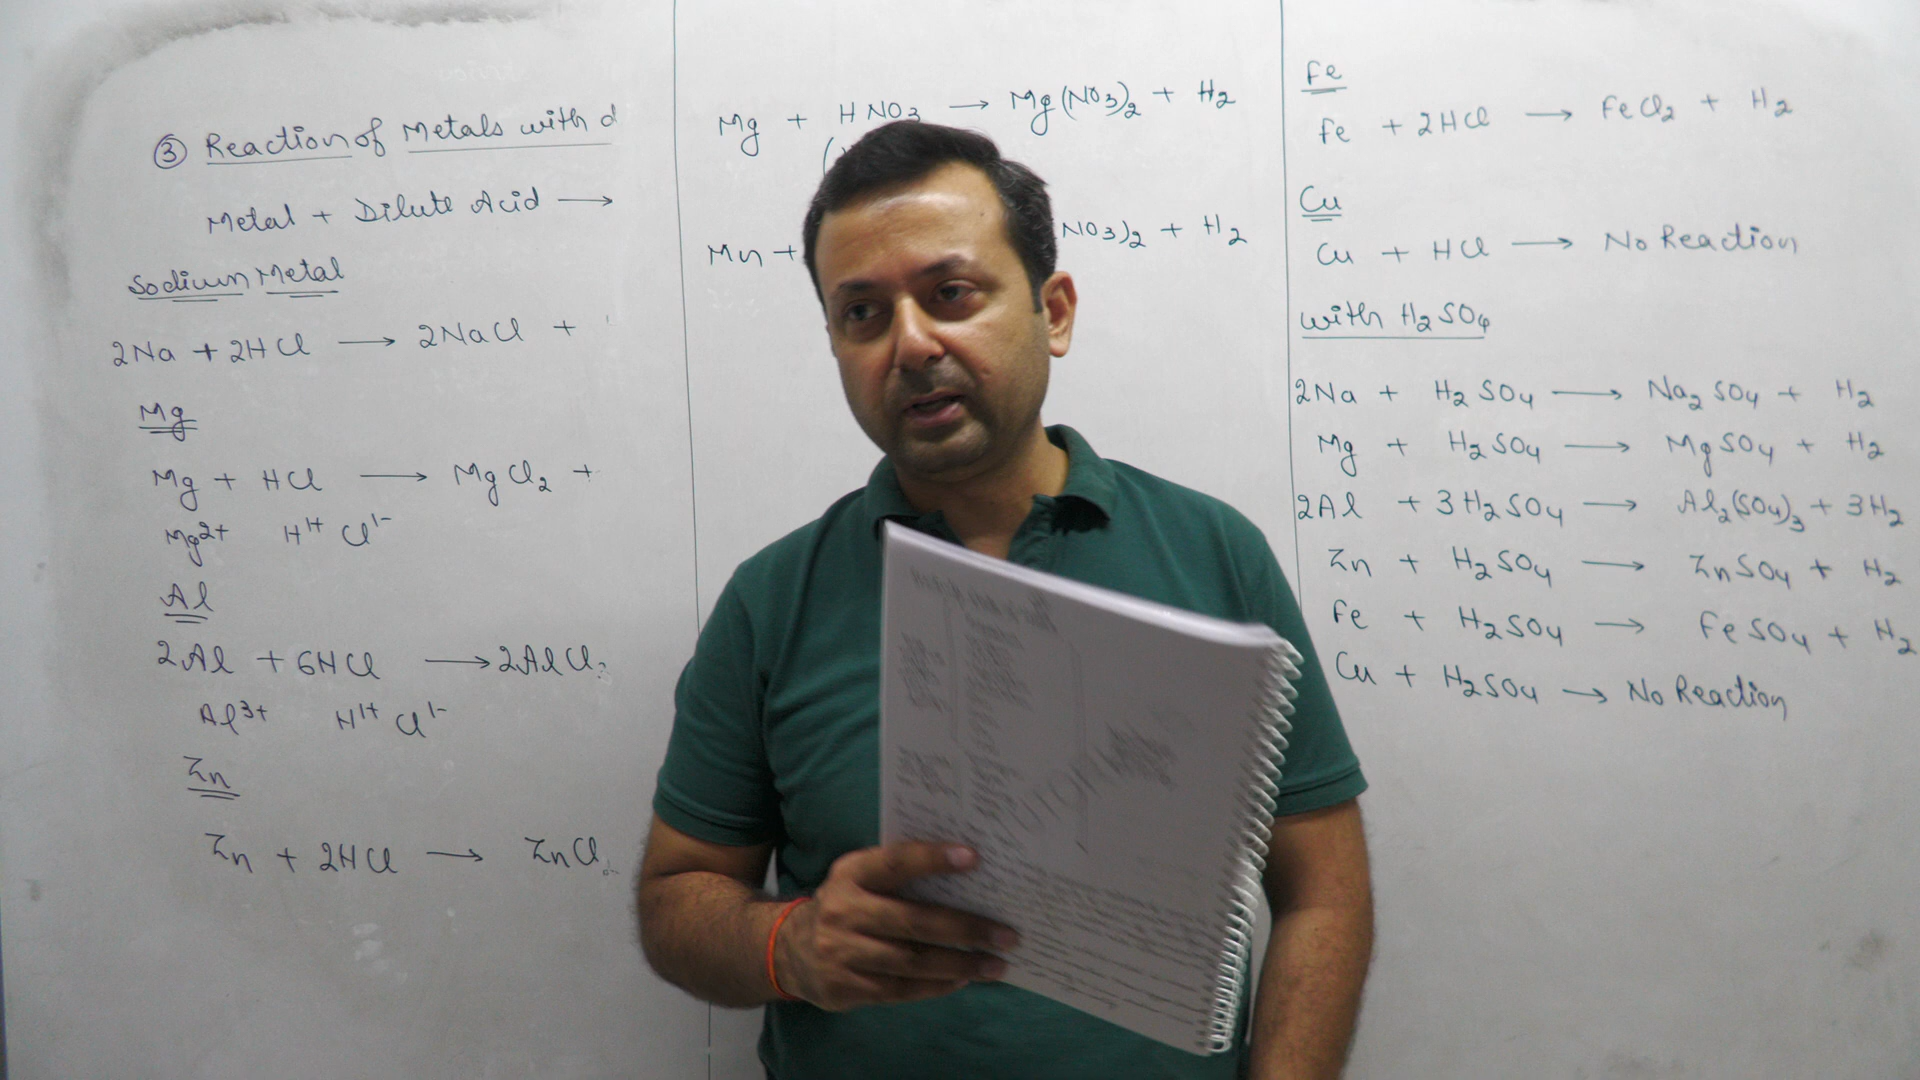 ③ Reaction of Metals with d
Metal + Dilute Acid →
Sodium Metal
2Na + 2HCl → 2NaCl +
Mg
Mg + HCl → MgCl₂ +
Mg²⁺ H¹⁺ Cl¹⁻
Al
2Al + 6HCl → 2AlCl
Al³⁺ H¹⁺ Cl¹⁻
Zn
Zn + 2HCl → ZnCl
Mg + HNO₃ → Mg(NO₃)₂ + H₂
Mn + NO₃)₂ + H₂
Fe
Fe + 2HCl → FeCl₂ + H₂
Cu
Cu + HCl → No Reaction
with H₂SO₄
2Na + H₂SO₄ → Na₂SO₄ + H₂
Mg + H₂SO₄ → MgSO₄ + H₂
2Al + 3H₂SO₄ → Al₂(SO₄)₃ + 3H₂
Zn + H₂SO₄ → ZnSO₄ + H₂
Fe + H₂SO₄ → FeSO₄ + H₂
Cu + H₂SO₄ → No Reaction